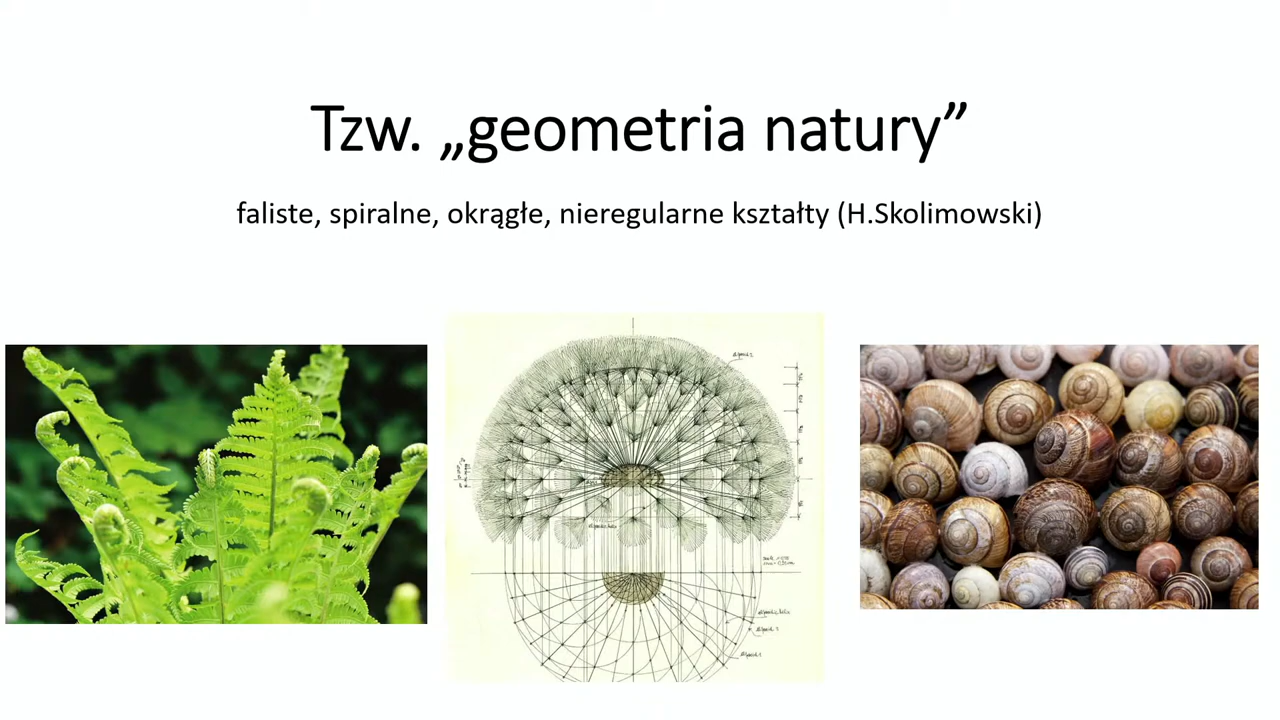 Tzw. „geometria natury”
faliste, spiralne, okrągłe, nieregularne kształty (H.Skolimowski)